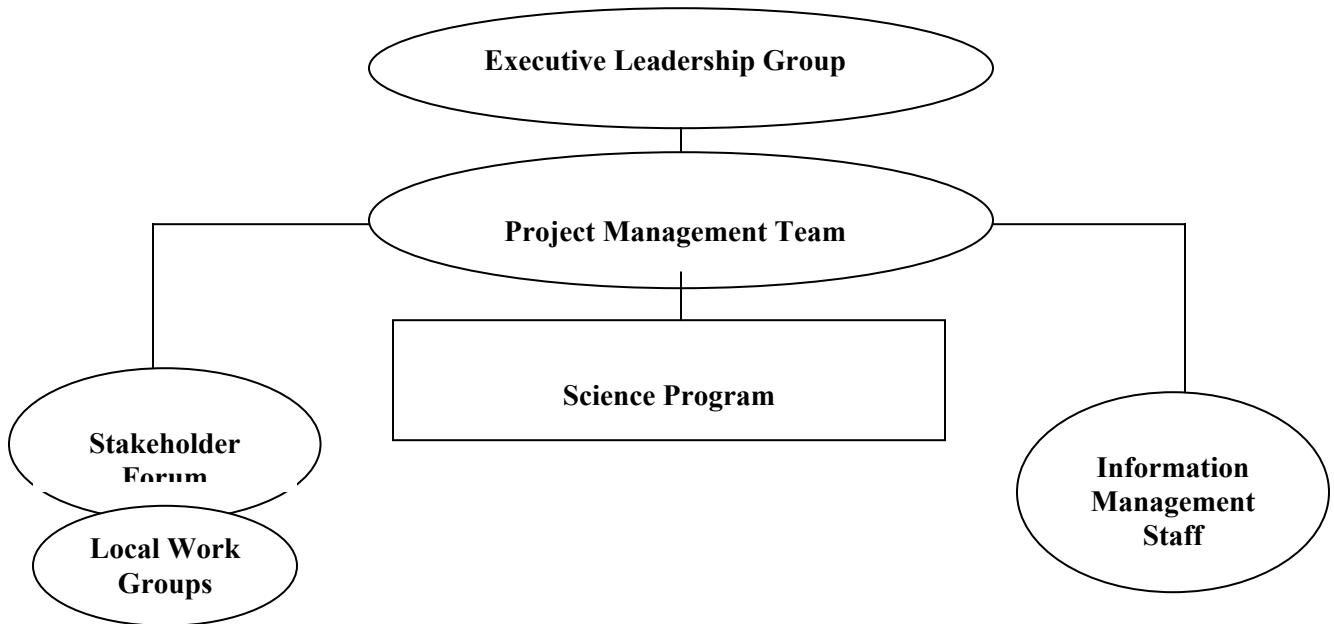 Executive Leadership Group
Project Management Team
Science Program
Stakeholder
Forum
Local Work
Groups
Information
Management
Staff